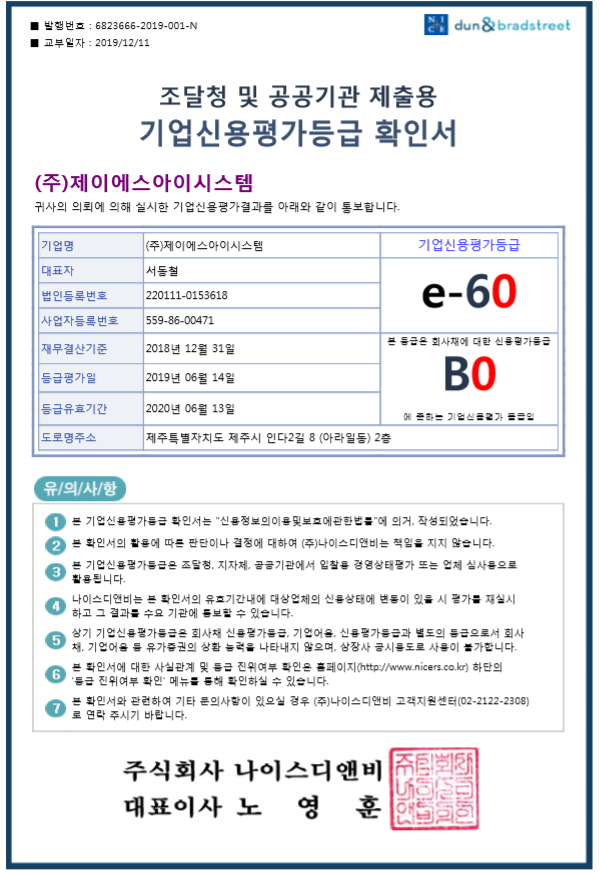 ■ 발행번호 : 6823666-2019-001-N
■ 교부일자 : 2019/12/11
NICE dun&bradstreet
조달청 및 공공기관 제출용
기업신용평가등급 확인서
(주)제이에스아이시스템
귀사의 의뢰에 의해 실시한 기업신용평가결과를 아래와 같이 통보합니다.
기업명 (주)제이에스아이시스템 기업신용평가등급
대표자 서동철
법인등록번호 220111-0153618
e-60
사업자등록번호 559-86-00471
재무결산기준 2018년 12월 31일
본 등급은 회사채에 대한 신용평가등급
등급평가일 2019년 06월 14일
B0
등급유효기간 2020년 06월 13일
에 준하는 기업신용평가 등급임
도로명주소 제주특별자치도 제주시 인다2길 8 (아라일동) 2층
유/의/사/항
1 본 기업신용평가등급 확인서는 "신용정보의이용및보호에관한법률"에 의거, 작성되었습니다.
2 본 확인서의 활용에 따른 판단이나 결정에 대하여 (주)나이스디앤비는 책임을 지지 않습니다.
3 본 기업신용평가등급은 조달청, 지자체, 공공기관에서 입찰용 경영상태평가 또는 업체 심사용으로
활용됩니다.
4 나이스디앤비는 본 확인서의 유효기간내에 대상업체의 신용상태에 변동이 있을 시 평가를 재실시
하고 그 결과를 수요 기관에 통보할 수 있습니다.
5 상기 기업신용평가등급은 회사채 신용평가등급, 기업어음, 신용평가등급과 별도의 등급으로서 회사
채, 기업어음 등 유가증권의 상환 능력을 나타내지 않으며, 상장사 공시용도로 사용이 불가합니다.
6 본 확인서에 대한 사실관계 및 등급 진위여부 확인은 홈페이지(http://www.nicers.co.kr) 하단의
'등급 진위여부 확인' 메뉴를 통해 확인하실 수 있습니다.
7 본 확인서와 관련하여 기타 문의사항이 있으실 경우 (주)나이스디앤비 고객지원센터(02-2122-2308)
로 연락 주시기 바랍니다.
주식회사 나이스디앤비
대표이사 노 영 훈